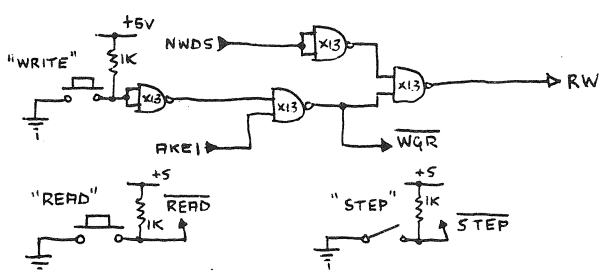 +5V
NWDS
X13
"WRITE"
1K
X13
RW
X13
X13
AKE1
WGR
+5
"READ"
READ
1K
+5
"STEP"
1K
STEP